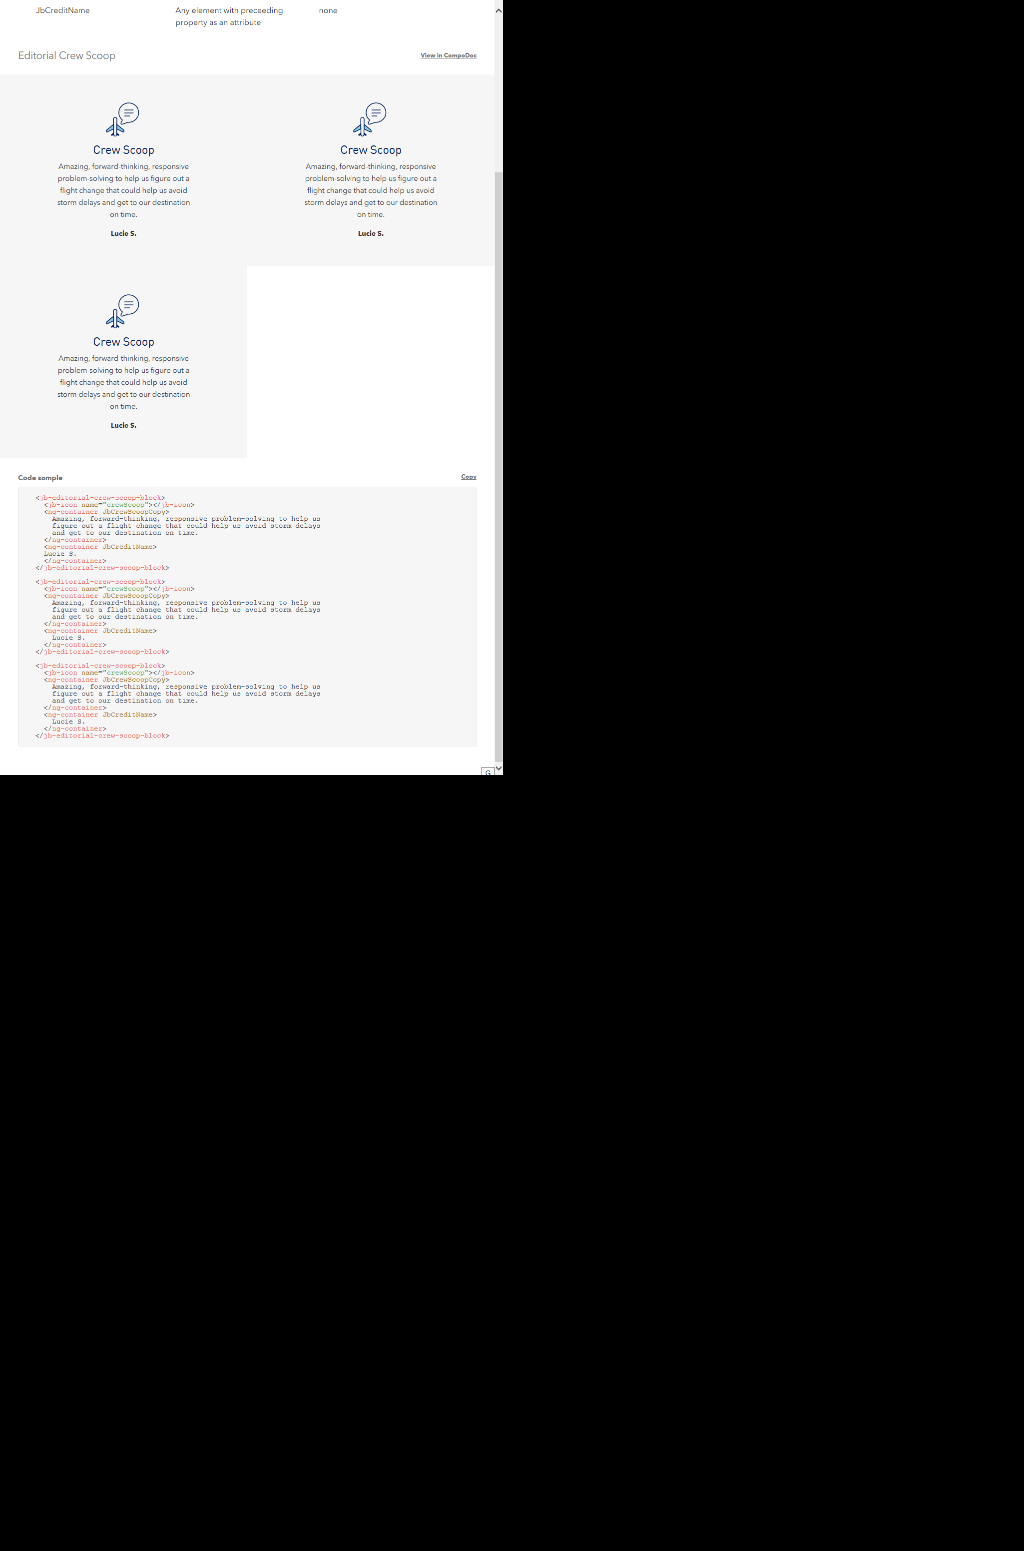 JbCreditName Any element with preceeding none
property as an attribute
Editorial Crew Scoop View in CompoDoc
Crew Scoop
Amazing, forward-thinking, responsive
problem-solving to help us figure out a
flight change that could help us avoid
storm delays and get to our destination
on time.
Lucie S.
Crew Scoop
Amazing, forward-thinking, responsive
problem-solving to help us figure out a
flight change that could help us avoid
storm delays and get to our destination
on time.
Lucie S.
Crew Scoop
Amazing, forward-thinking, responsive
problem-solving to help us figure out a
flight change that could help us avoid
storm delays and get to our destination
on time.
Lucie S.
Code sample Copy
<jb-editorial-crew-scoop-block>
<jb-icon name="crewScoop"></jb-icon>
<ng-container JbCrewScoopCopy>
Amazing, forward-thinking, responsive problem-solving to help us
figure out a flight change that could help us avoid storm delays
and get to our destination on time.
</ng-container>
<ng-container JbCreditName>
Lucie S.
</ng-container>
</jb-editorial-crew-scoop-block>
<jb-editorial-crew-scoop-block>
<jb-icon name="crewScoop"></jb-icon>
<ng-container JbCrewScoopCopy>
Amazing, forward-thinking, responsive problem-solving to help us
figure out a flight change that could help us avoid storm delays
and get to our destination on time.
</ng-container>
<ng-container JbCreditName>
Lucie S.
</ng-container>
</jb-editorial-crew-scoop-block>
<jb-editorial-crew-scoop-block>
<jb-icon name="crewScoop"></jb-icon>
<ng-container JbCrewScoopCopy>
Amazing, forward-thinking, responsive problem-solving to help us
figure out a flight change that could help us avoid storm delays
and get to our destination on time.
</ng-container>
<ng-container JbCreditName>
Lucie S.
</ng-container>
</jb-editorial-crew-scoop-block>
G